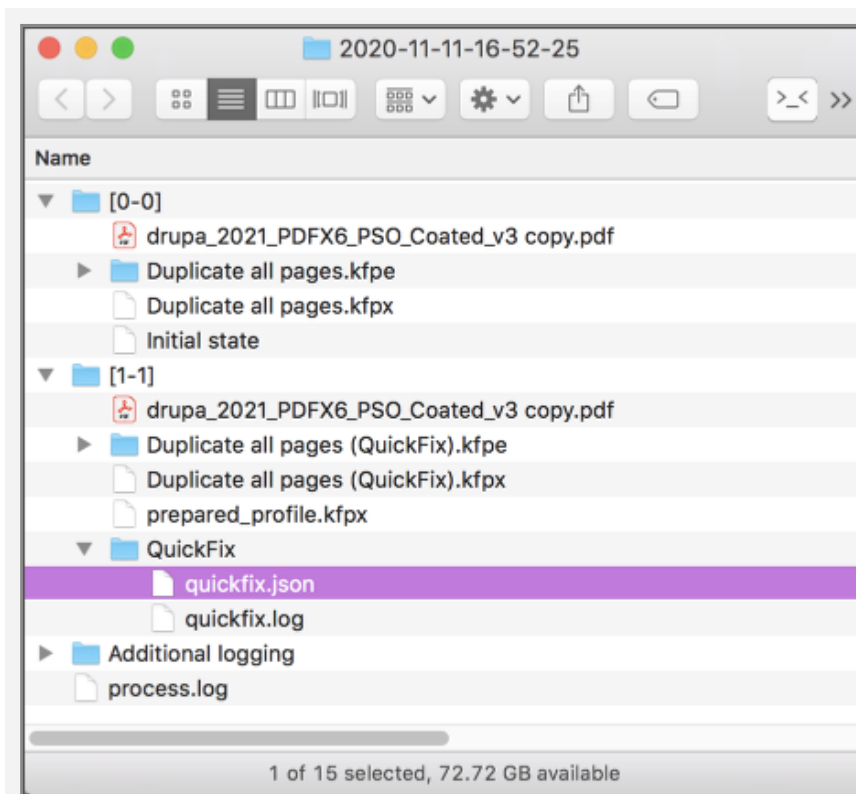 2020-11-11-16-52-25
>_<
Name
[0-0]
drupa_2021_PDFX6_PSO_Coated_v3 copy.pdf
Duplicate all pages.kfpe
Duplicate all pages.kfpx
Initial state
[1-1]
drupa_2021_PDFX6_PSO_Coated_v3 copy.pdf
Duplicate all pages (QuickFix).kfpe
Duplicate all pages (QuickFix).kfpx
prepared_profile.kfpx
QuickFix
quickfix.json
quickfix.log
Additional logging
process.log
1 of 15 selected, 72.72 GB available